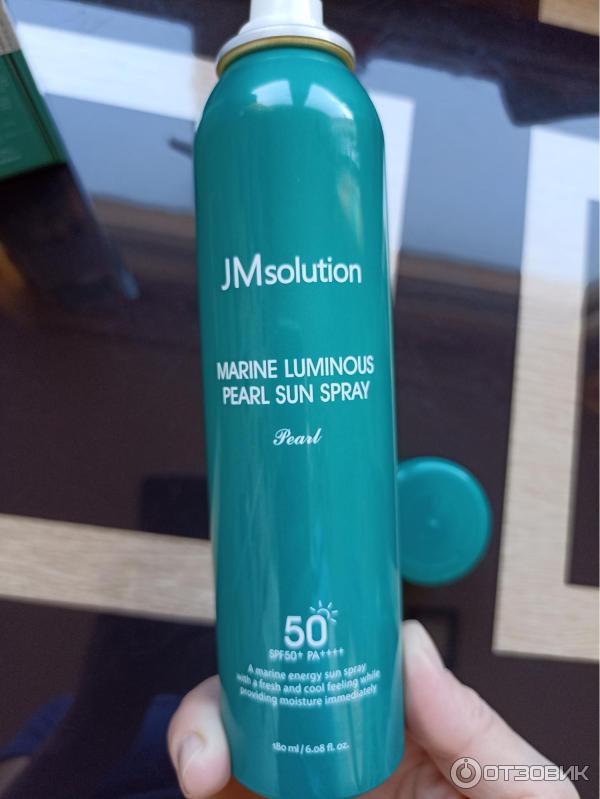 JMsolution
MARINE LUMINOUS
PEARL SUN SPRAY
Pearl
50
SPF50+ PA++++
A marine energy sun spray
with a fresh and cool feeling while
providing moisture immediately
180 ml / 6.08 fl. oz.
ОТЗОВИК